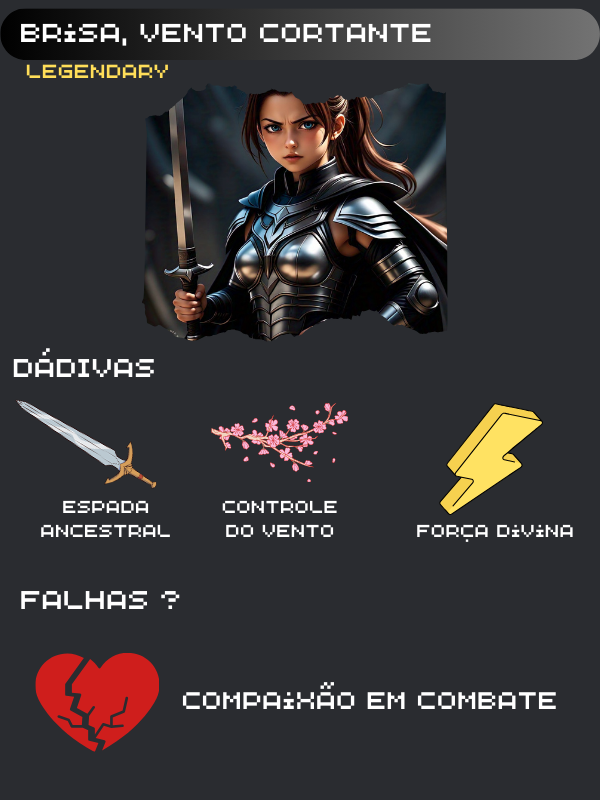 BRiSA, VENTO CORTANTE
LEGENDARY
DÁDIVAS
ESPADA
ANCESTRAL
CONTROLE
DO VENTO
FORÇA DiViNA
FALHAS ?
COMPAiXÃO EM COMBATE